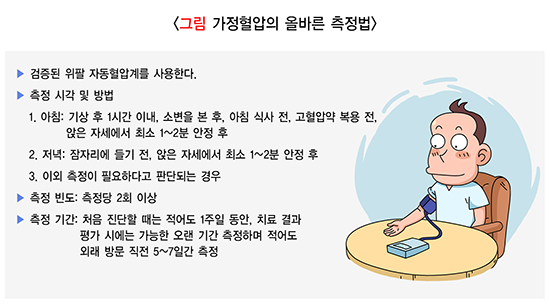 <그림 가정혈압의 올바른 측정법>
▶ 검증된 위팔 자동혈압계를 사용한다.
▶ 측정 시각 및 방법
1. 아침: 기상 후 1시간 이내, 소변을 본 후, 아침 식사 전, 고혈압약 복용 전,
앉은 자세에서 최소 1~2분 안정 후
2. 저녁: 잠자리에 들기 전, 앉은 자세에서 최소 1~2분 안정 후
3. 이외 측정이 필요하다고 판단되는 경우
▶ 측정 빈도: 측정당 2회 이상
▶ 측정 기간: 처음 진단할 때는 적어도 1주일 동안, 치료 결과
평가 시에는 가능한 오랜 기간 측정하며 적어도
외래 방문 직전 5~7일간 측정